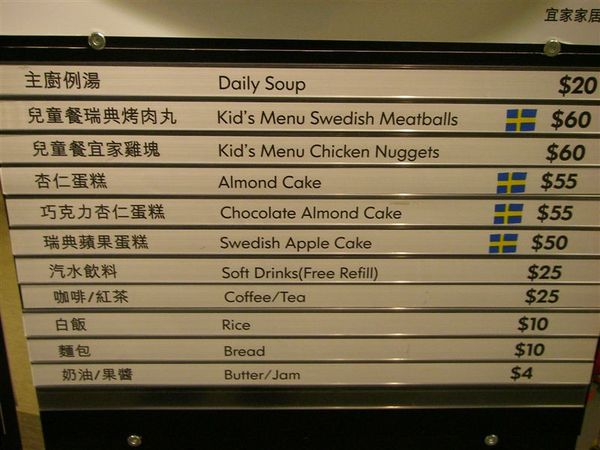 宜家家居
主廚例湯 Daily Soup $20
兒童餐瑞典烤肉丸 Kid's Menu Swedish Meatballs $60
兒童餐宜家雞塊 Kid's Menu Chicken Nuggets $60
杏仁蛋糕 Almond Cake $55
巧克力杏仁蛋糕 Chocolate Almond Cake $55
瑞典蘋果蛋糕 Swedish Apple Cake $50
汽水飲料 Soft Drinks(Free Refill) $25
咖啡/紅茶 Coffee/Tea $25
白飯 Rice $10
麵包 Bread $10
奶油/果醬 Butter/Jam $4